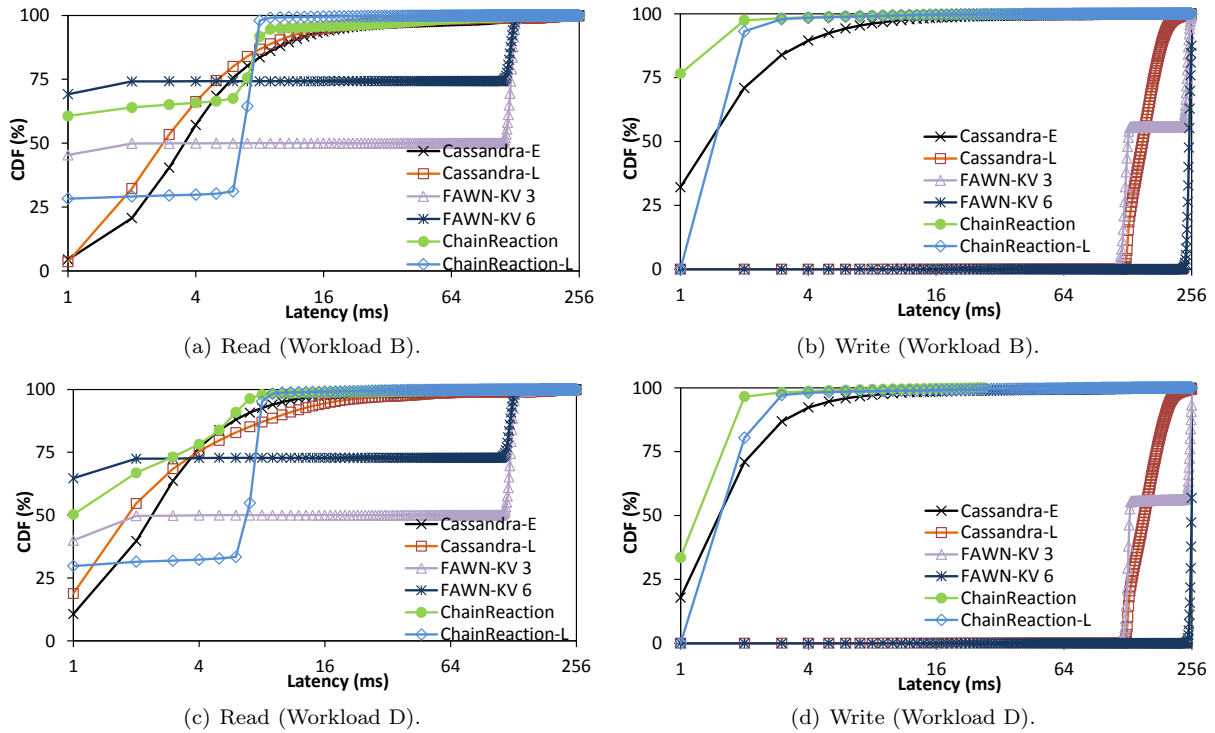 100
75
50
25
0
CDF (%)
1
4
16
64
256
Latency (ms)
Cassandra-E
Cassandra-L
FAWN-KV 3
FAWN-KV 6
ChainReaction
ChainReaction-L
(a) Read (Workload B).
100
75
50
25
0
CDF (%)
1
4
16
64
256
Latency (ms)
Cassandra-E
Cassandra-L
FAWN-KV 3
FAWN-KV 6
ChainReaction
ChainReaction-L
(b) Write (Workload B).
100
75
50
25
0
CDF (%)
1
4
16
64
256
Latency (ms)
Cassandra-E
Cassandra-L
FAWN-KV 3
FAWN-KV 6
ChainReaction
ChainReaction-L
(c) Read (Workload D).
100
75
50
25
0
CDF (%)
1
4
16
64
256
Latency (ms)
Cassandra-E
Cassandra-L
FAWN-KV 3
FAWN-KV 6
ChainReaction
ChainReaction-L
(d) Write (Workload D).